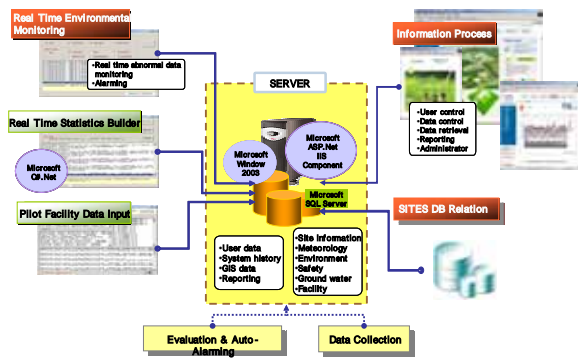 Real Time Environmental
Monitoring
•Real time abnormal data
monitoring
•Alarming
Real Time Statistics Builder
Microsoft
C#.Net
Pilot Facility Data Input
SERVER
Microsoft
Window
2003
Microsoft
ASP.Net
IIS
Component
Microsoft
SQL Server
•User data
•System history
•GIS data
•Reporting
•Site information
•Meteorology
•Environment
•Safety
•Ground water
•Facility
Information Process
•User control
•Data control
•Data retrieval
•Reporting
•Administrator
SITES DB Relation
Evaluation & Auto-
Alarming
Data Collection